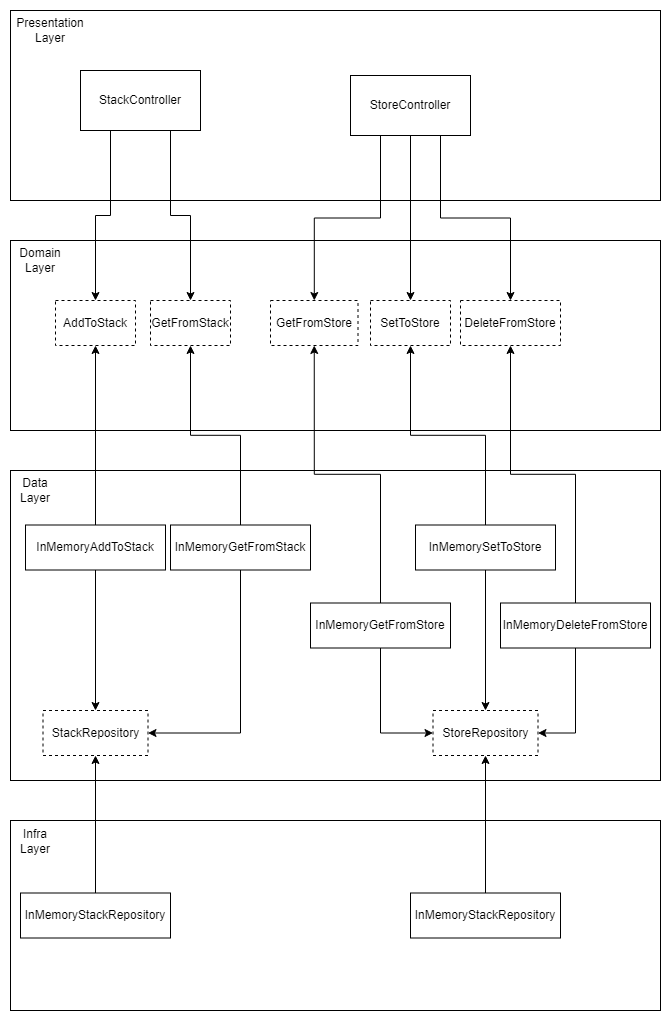 Presentation
Layer
StackController
StoreController
Domain
Layer
AddToStack
GetFromStack
GetFromStore
SetToStore
DeleteFromStore
Data
Layer
InMemoryAddToStack
InMemoryGetFromStack
InMemorySetToStore
InMemoryGetFromStore
InMemoryDeleteFromStore
StackRepository
StoreRepository
Infra
Layer
InMemoryStackRepository
InMemoryStackRepository